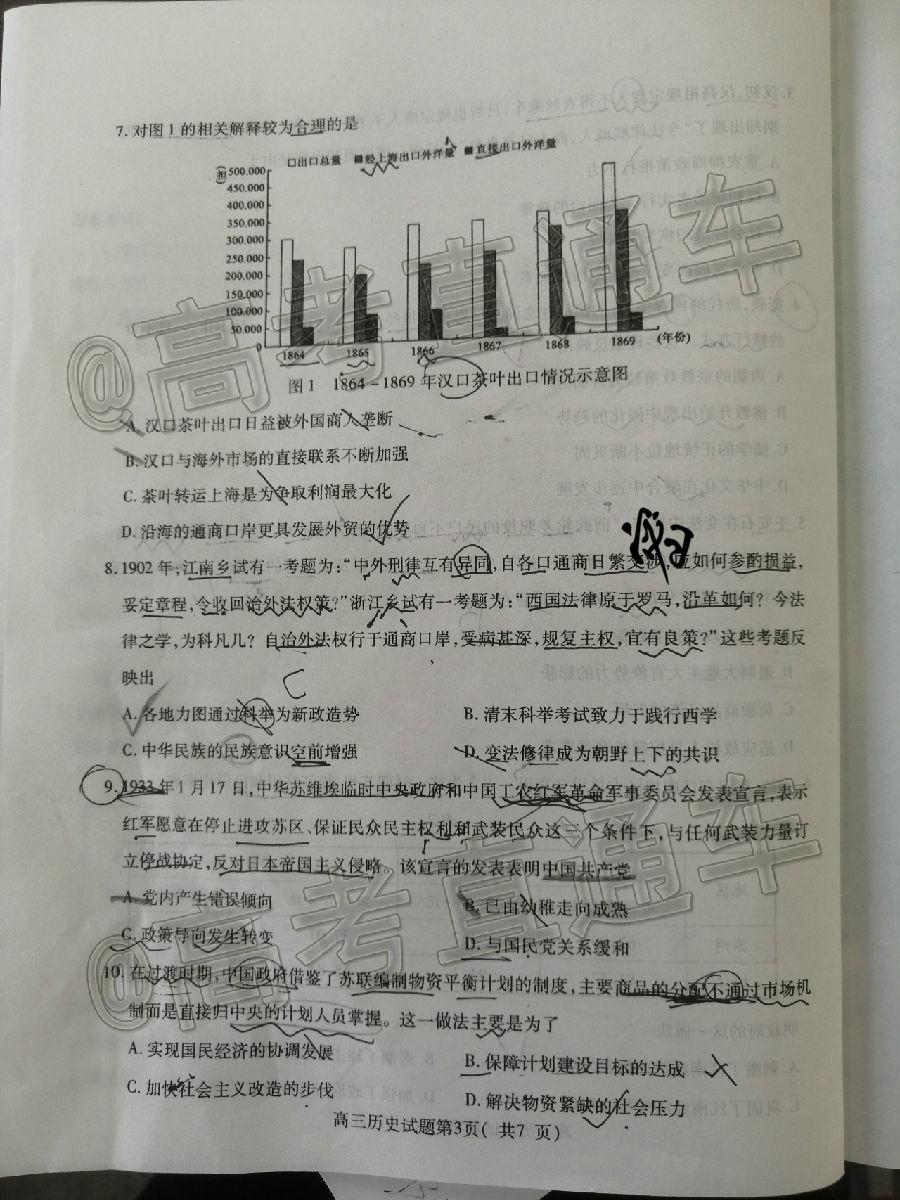 7. 对图1的相关解释较为合理的是
□出口总量 ■经上海出口外洋量 ■直接出口外洋量
(担)
500,000
450,000
400,000
350,000
300,000
250,000
200,000
150,000
100,000
50,000
0
1864 1865 1866 1867 1868 1869 (年份)
图1 1864-1869年汉口茶叶出口情况示意图
A. 汉口茶叶出口日益被外国商人垄断
B. 汉口与海外市场的直接联系不断加强
C. 茶叶转运上海是为争取利润最大化
D. 沿海的通商口岸更具发展外贸的优势
8. 1902年,江南乡试有一考题为:“中外刑律互有异同,自各口通商日繁交涉,应如何参酌损益,
妥定章程,令收回治外法权策?”浙江乡试有一考题为:“西国法律原于罗马,沿革如何?今法
律之学,为科凡几?自治外法权行于通商口岸,受病甚深,规复主权,宜有良策?”这些考题反
映出
C
A. 各地力图通过科举为新政造势 B. 清末科举考试致力于践行西学
C. 中华民族的民族意识空前增强 D. 变法修律成为朝野上下的共识
9. 1933年1月17日,中华苏维埃临时中央政府和中国工农红军革命军事委员会发表宣言,表示
红军愿意在停止进攻苏区、保证民众民主权利和武装民众这三个条件下,与任何武装力量订
立停战协定,反对日本帝国主义侵略。该宣言的发表表明中国共产党
A. 党内产生错误倾向 B. 已由幼稚走向成熟
C. 政策导向发生转变 D. 与国民党关系缓和
10. 在过渡时期,中国政府借鉴了苏联编制物资平衡计划的制度,主要商品的分配不通过市场机
制而是直接归中央的计划人员掌握。这一做法主要是为了
A. 实现国民经济的协调发展 B. 保障计划建设目标的达成
C. 加快社会主义改造的步伐 D. 解决物资紧缺的社会压力
高三历史试题第3页(共7页)
@高考直通车
@高考直通车